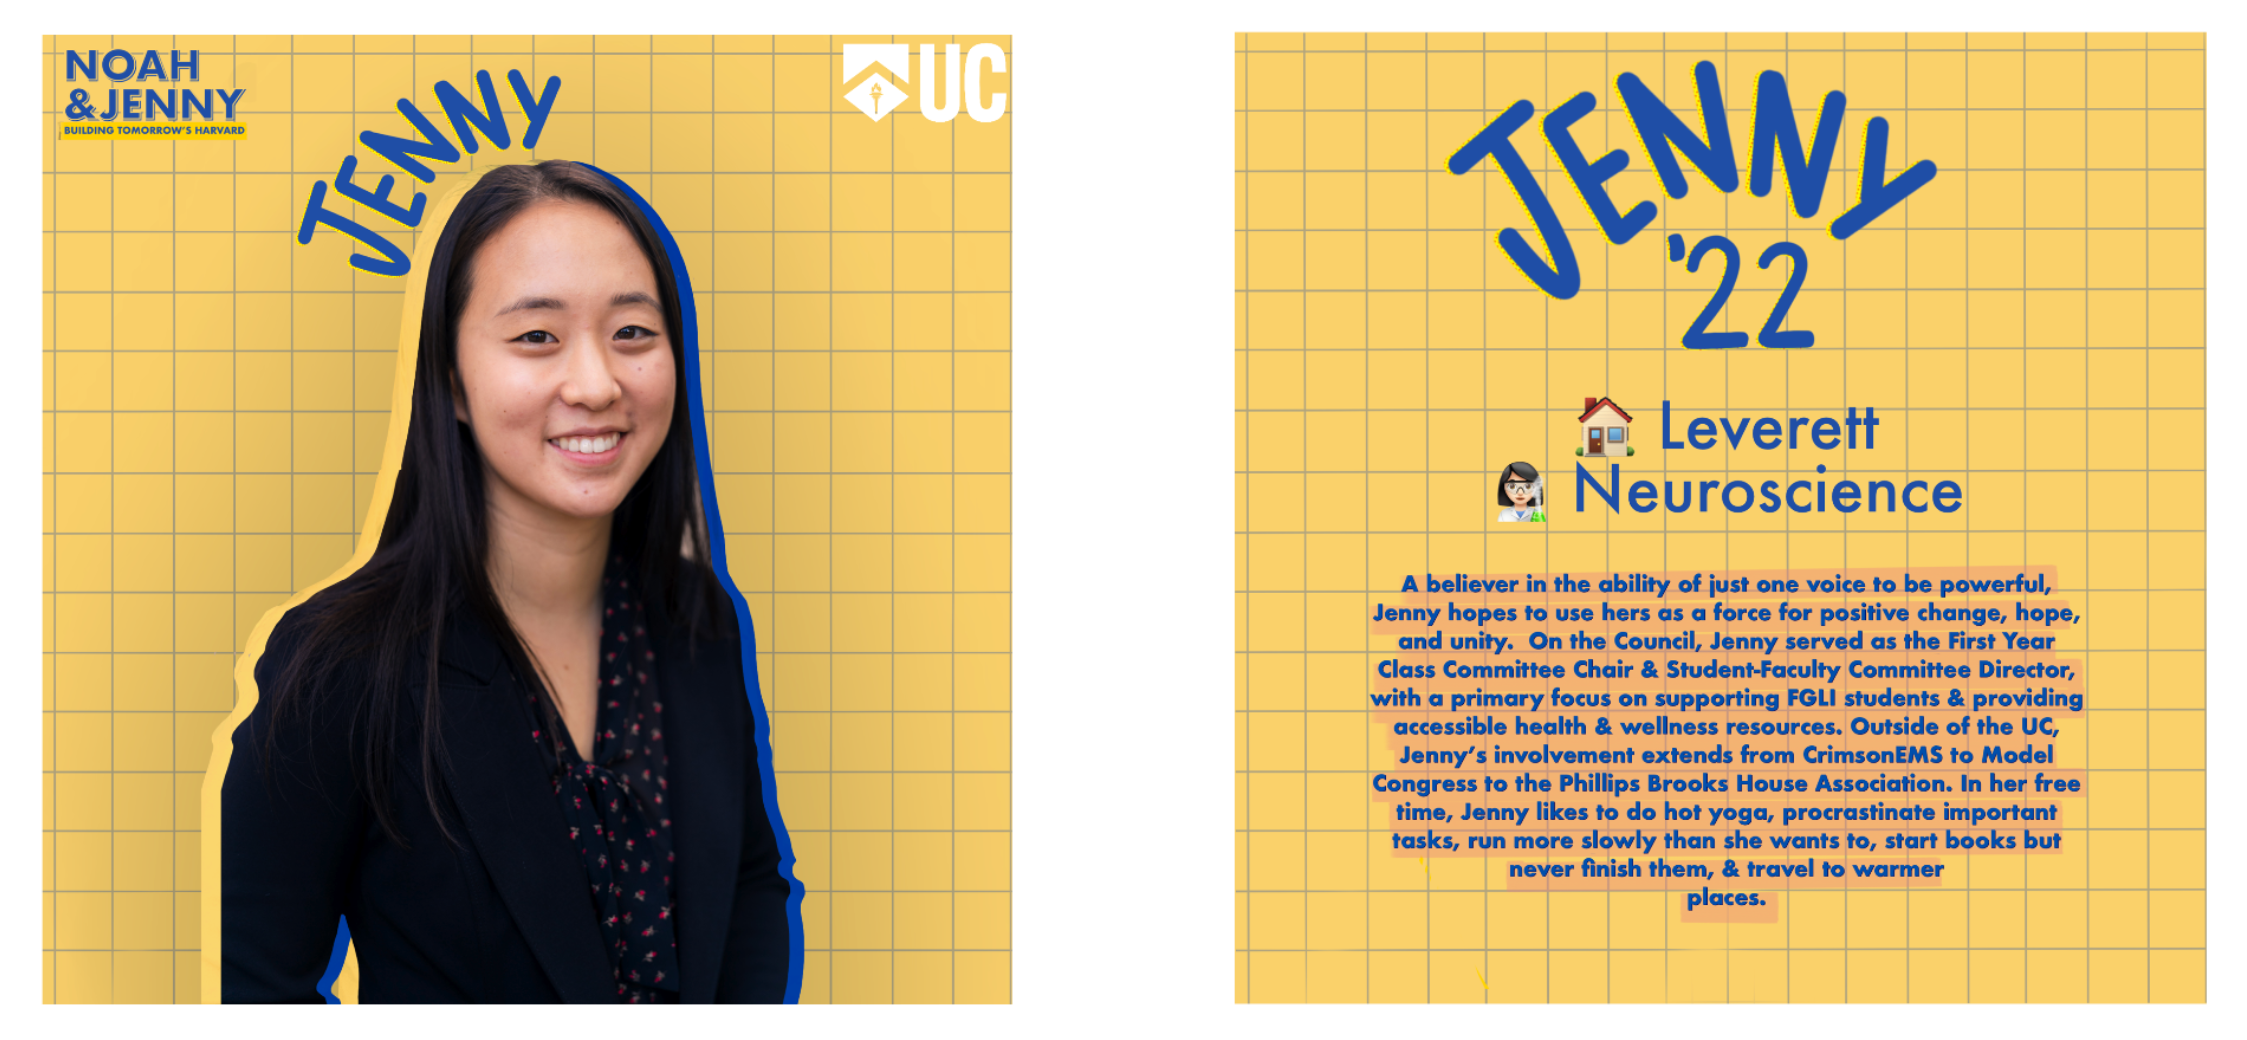 NOAH
&JENNY
BUILDING TOMORROW'S HARVARD
JENNY
UC
JENNY
'22
Leverett
Neuroscience
A believer in the ability of just one voice to be powerful,
Jenny hopes to use hers as a force for positive change, hope,
and unity.  On the Council, Jenny served as the First Year
Class Committee Chair & Student-Faculty Committee Director,
with a primary focus on supporting FGLI students & providing
accessible health & wellness resources. Outside of the UC,
Jenny's involvement extends from CrimsonEMS to Model
Congress to the Phillips Brooks House Association. In her free
time, Jenny likes to do hot yoga, procrastinate important
tasks, run more slowly than she wants to, start books but
never finish them, & travel to warmer
places.